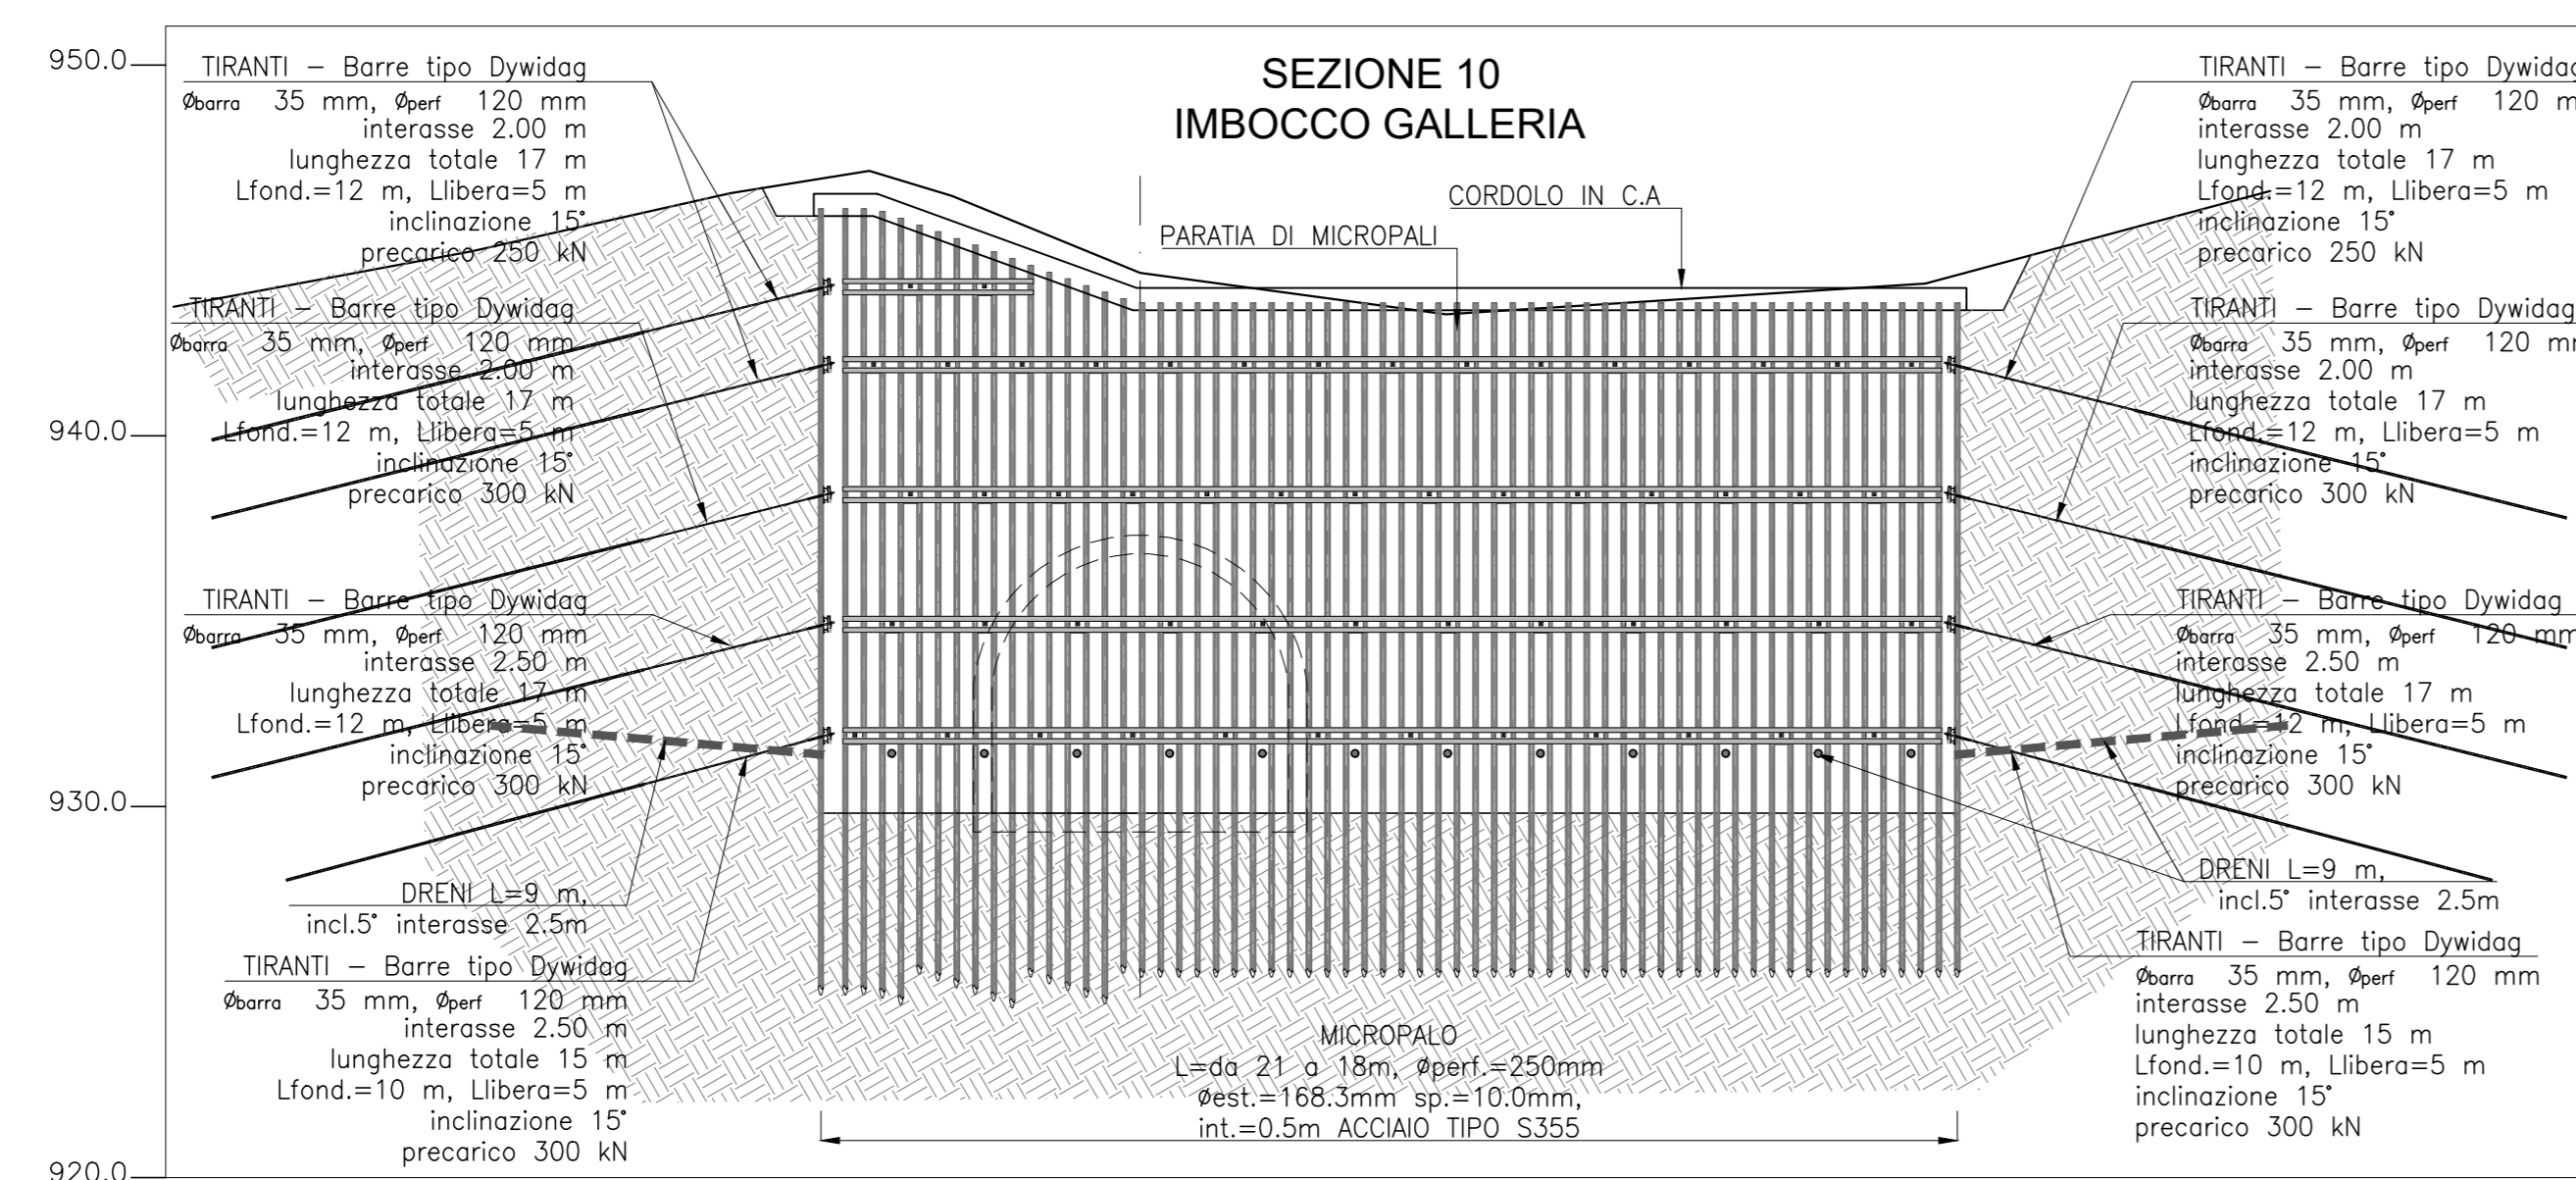 SEZIONE 10
IMBOCCO GALLERIA
950.0
940.0
930.0
920.0
TIRANTI – Barre tipo Dywidag
Øbarra 35 mm, Øperf 120 mm
interasse 2.00 m
lunghezza totale 17 m
Lfond.=12 m, Llibera=5 m
inclinazione 15°
precarico 250 kN
TIRANTI – Barre tipo Dywidag
Øbarra 35 mm, Øperf 120 mm
interasse 2.00 m
lunghezza totale 17 m
Lfond.=12 m, Llibera=5 m
inclinazione 15°
precarico 300 kN
TIRANTI – Barre tipo Dywidag
Øbarra 35 mm, Øperf 120 mm
interasse 2.50 m
lunghezza totale 17 m
Lfond.=12 m, Llibera=5 m
inclinazione 15°
precarico 300 kN
DRENI L=9 m,
incl.5° interasse 2.5m
TIRANTI – Barre tipo Dywidag
Øbarra 35 mm, Øperf 120 mm
interasse 2.50 m
lunghezza totale 15 m
Lfond.=10 m, Llibera=5 m
inclinazione 15°
precarico 300 kN
CORDOLO IN C.A
PARATIA DI MICROPALI
MICROPALO
L=da 21 a 18m, Øperf.=250mm
Øest.=168.3mm sp.=10.0mm,
int.=0.5m ACCIAIO TIPO S355
TIRANTI – Barre tipo Dywidag
Øbarra 35 mm, Øperf 120 m
interasse 2.00 m
lunghezza totale 17 m
Lfond.=12 m, Llibera=5 m
inclinazione 15°
precarico 250 kN
TIRANTI – Barre tipo Dywidag
Øbarra 35 mm, Øperf 120 mm
interasse 2.00 m
lunghezza totale 17 m
Lfond.=12 m, Llibera=5 m
inclinazione 15°
precarico 300 kN
TIRANTI – Barre tipo Dywidag
Øbarra 35 mm, Øperf 120 mm
interasse 2.50 m
lunghezza totale 17 m
Lfond.=12 m, Llibera=5 m
inclinazione 15°
precarico 300 kN
DRENI L=9 m,
incl.5° interasse 2.5m
TIRANTI – Barre tipo Dywidag
Øbarra 35 mm, Øperf 120 mm
interasse 2.50 m
lunghezza totale 15 m
Lfond.=10 m, Llibera=5 m
inclinazione 15°
precarico 300 kN